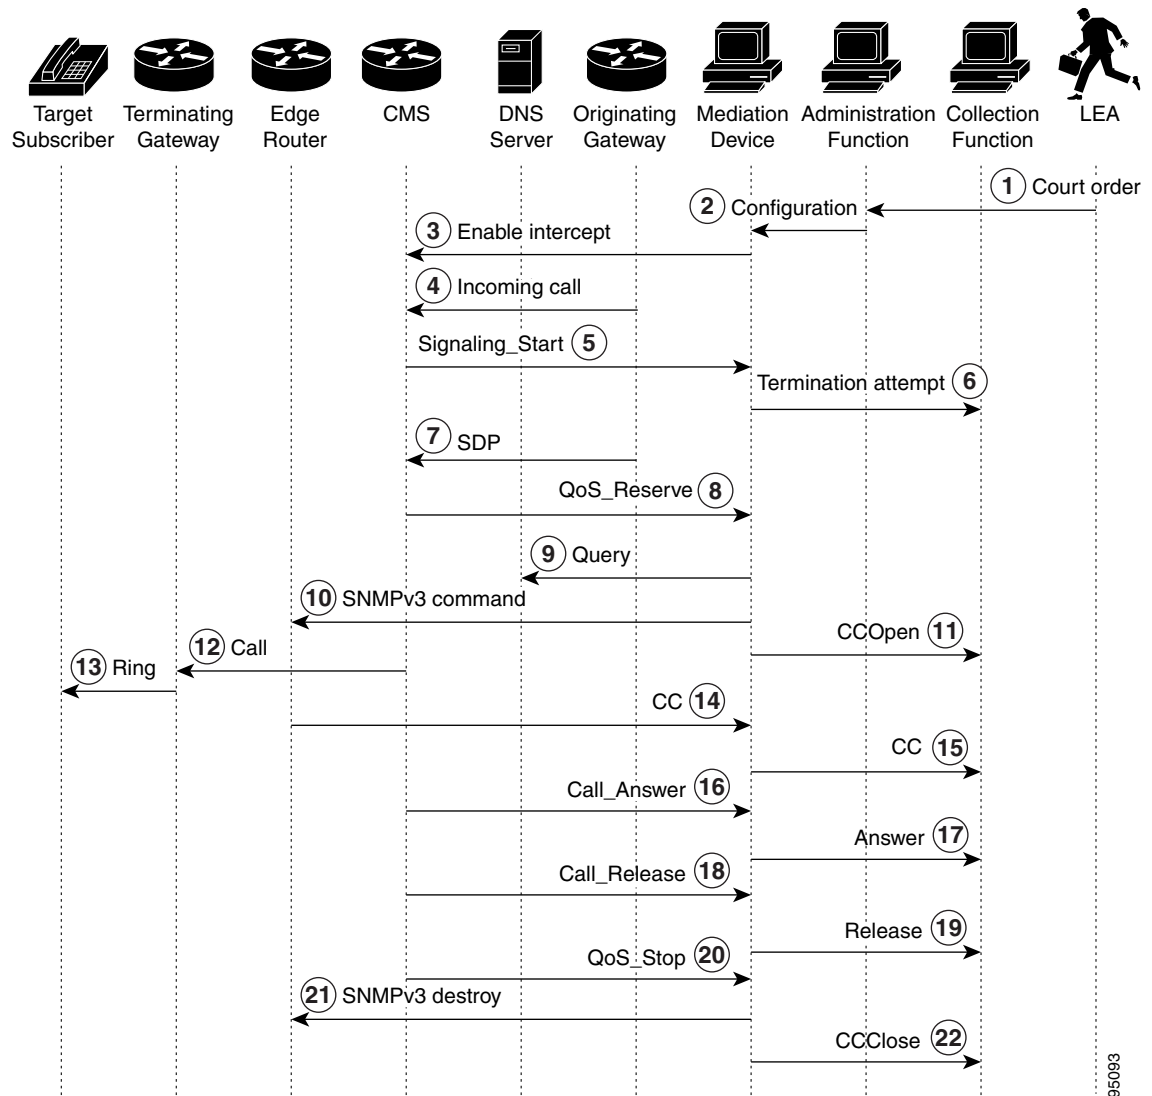 Target Subscriber
Terminating Gateway
Edge Router
CMS
DNS Server
Originating Gateway
Mediation Device
Administration Function
Collection Function
LEA
1 Court order
2 Configuration
3 Enable intercept
4 Incoming call
Signaling_Start 5
Termination attempt 6
7 SDP
QoS_Reserve 8
9 Query
10 SNMPv3 command
CCOpen 11
12 Call
13 Ring
CC 14
CC 15
Call_Answer 16
Answer 17
Call_Release 18
Release 19
QoS_Stop 20
21 SNMPv3 destroy
CCClose 22
95093